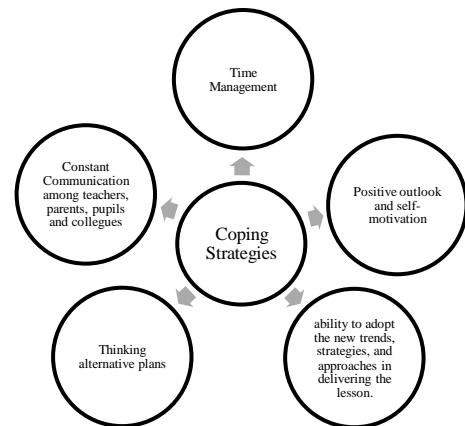 Time
Management
Constant
Communication
among teachers,
parents, pupils
and collegues
Positive outlook
and self-
motivation
Coping
Strategies
Thinking
alternative plans
ability to adopt
the new trends,
strategies, and
approaches in
delivering the
lesson.